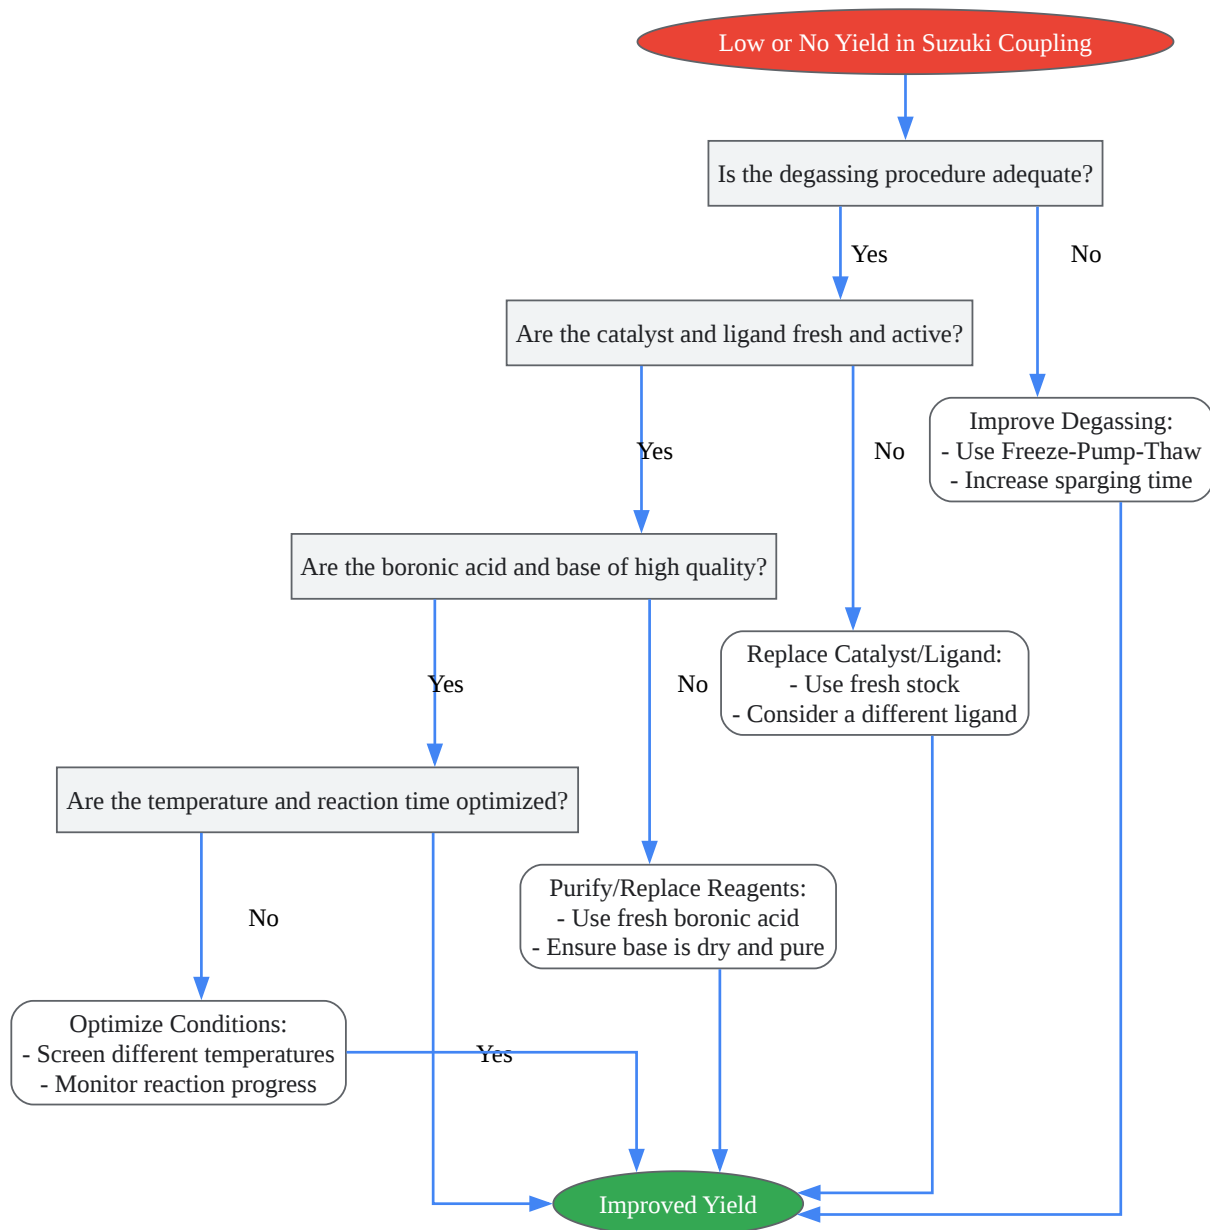 Low or No Yield in Suzuki Coupling
Is the degassing procedure adequate?
Yes
No
Are the catalyst and ligand fresh and active?
Yes
No
Improve Degassing:
- Use Freeze-Pump-Thaw
- Increase sparging time
Are the boronic acid and base of high quality?
Yes
No
Replace Catalyst/Ligand:
- Use fresh stock
- Consider a different ligand
Are the temperature and reaction time optimized?
No
Yes
Purify/Replace Reagents:
- Use fresh boronic acid
- Ensure base is dry and pure
Optimize Conditions:
- Screen different temperatures
- Monitor reaction progress
Improved Yield